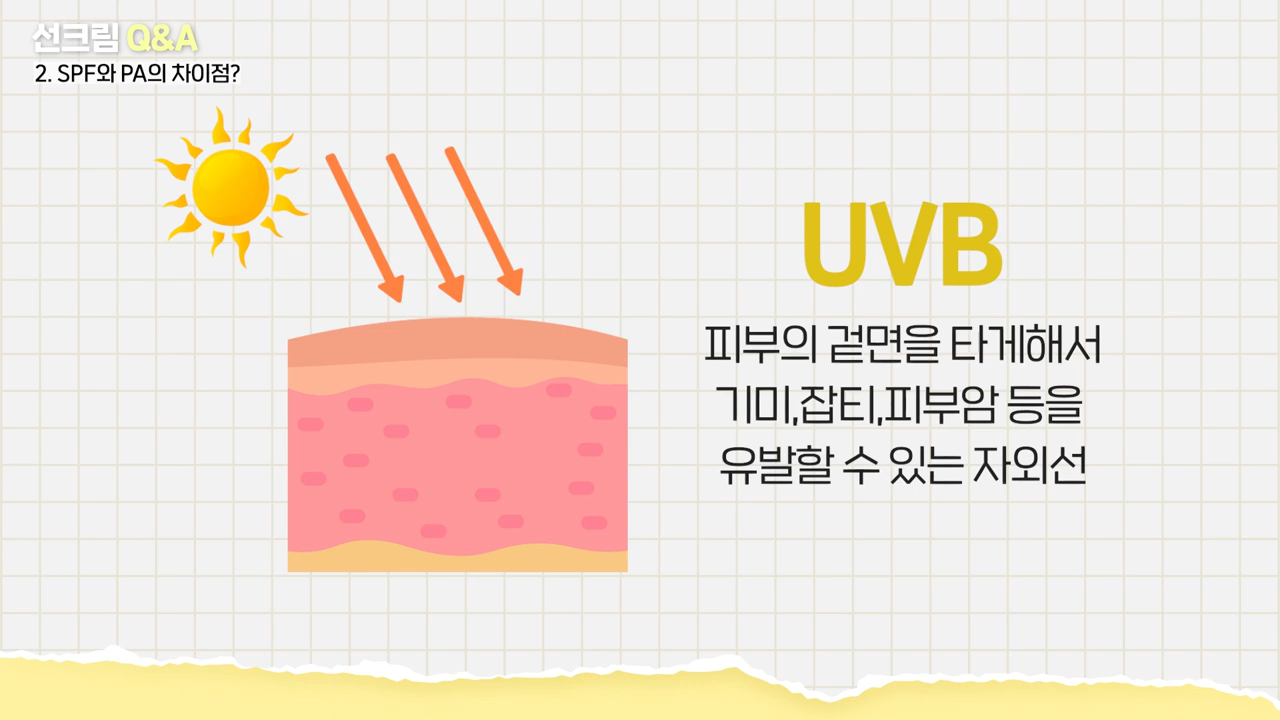 선크림 Q&A
2. SPF와 PA의 차이점?
UVB
피부의 겉면을 타게해서
기미,잡티,피부암 등을
유발할 수 있는 자외선